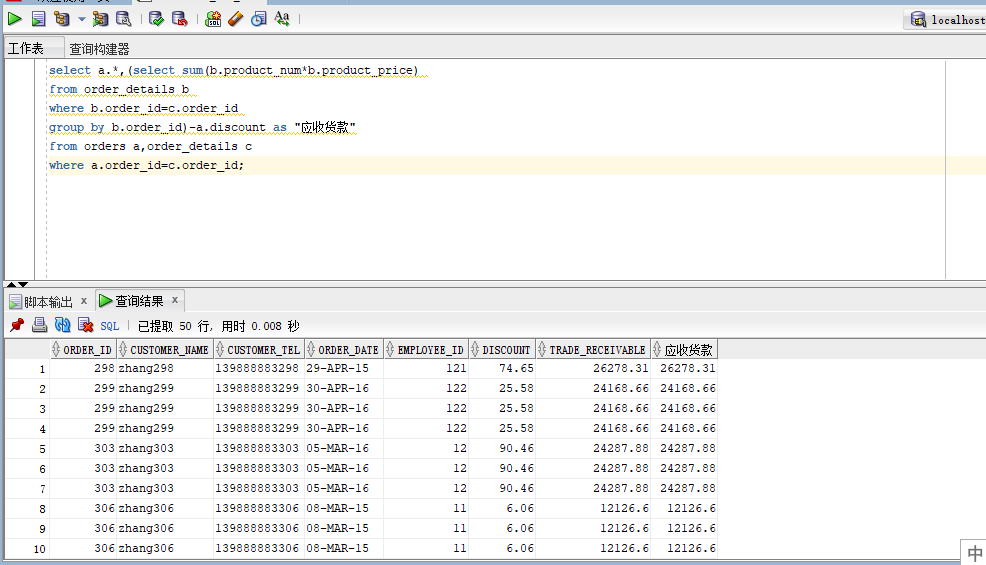 localhost
工作表 查询构建器
select a.*,(select sum(b.product_num*b.product_price)
from order_details b
where b.order_id=c.order_id
group by b.order_id)-a.discount as "应收货款"
from orders a,order_details c
where a.order_id=c.order_id;
脚本输出 x 查询结果 x
SQL 已提取 50 行，用时 0.008 秒
ORDER_ID CUSTOMER_NAME CUSTOMER_TEL ORDER_DATE EMPLOYEE_ID DISCOUNT TRADE_RECEIVABLE 应收货款
1 298 zhang298 139888883298 29-APR-15 121 74.65 26278.31 26278.31
2 299 zhang299 139888883299 30-APR-16 122 25.58 24168.66 24168.66
3 299 zhang299 139888883299 30-APR-16 122 25.58 24168.66 24168.66
4 299 zhang299 139888883299 30-APR-16 122 25.58 24168.66 24168.66
5 303 zhang303 139888883303 05-MAR-16 12 90.46 24287.88 24287.88
6 303 zhang303 139888883303 05-MAR-16 12 90.46 24287.88 24287.88
7 303 zhang303 139888883303 05-MAR-16 12 90.46 24287.88 24287.88
8 306 zhang306 139888883306 08-MAR-15 11 6.06 12126.6 12126.6
9 306 zhang306 139888883306 08-MAR-15 11 6.06 12126.6 12126.6
10 306 zhang306 139888883306 08-MAR-15 11 6.06 12126.6 12126.6
中